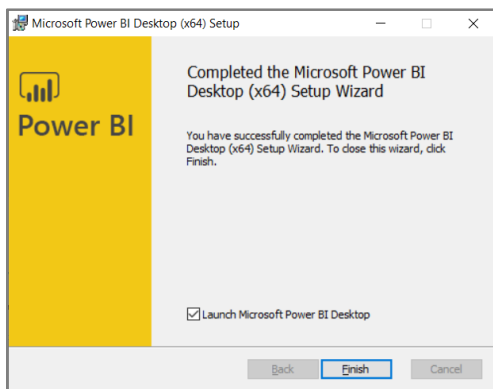 Microsoft Power BI Desktop (x64) Setup
Power BI
Completed the Microsoft Power BI
Desktop (x64) Setup Wizard
You have successfully completed the Microsoft Power BI
Desktop (x64) Setup Wizard. To close this wizard, click
Finish.
Launch Microsoft Power BI Desktop
Back
Finish
Cancel